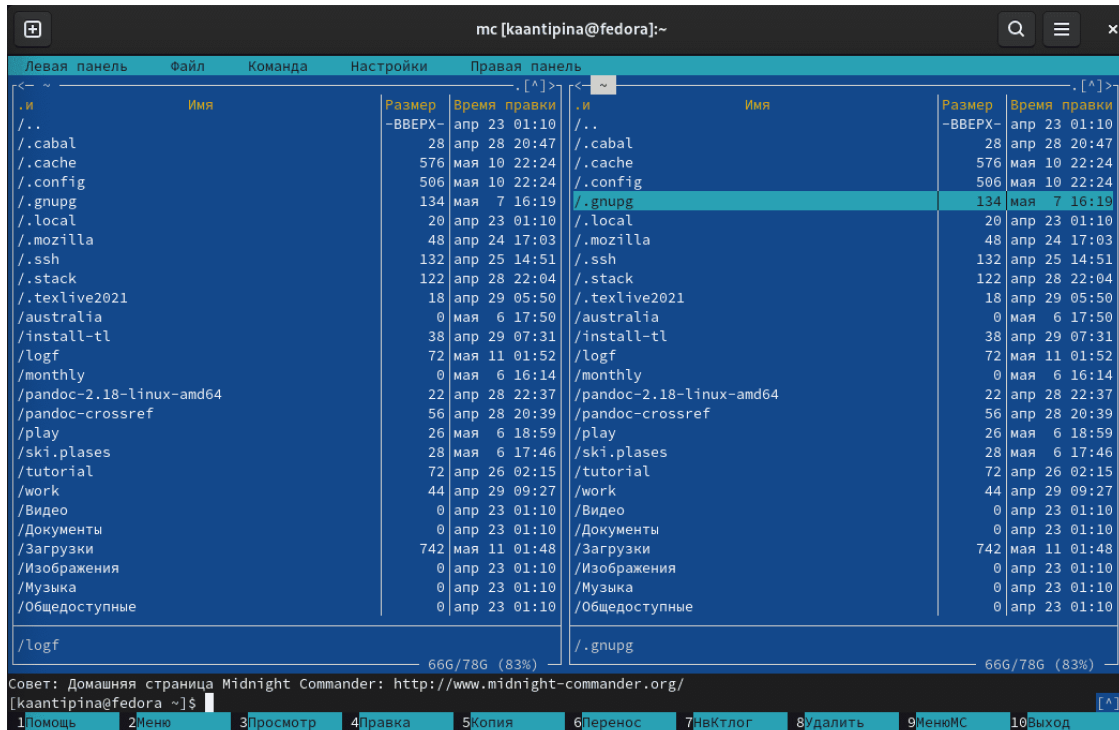 mc [kaantipina@fedora]:~
Левая панель Файл Команда Настройки Правая панель
<— ~ .[^]> <— ~ .[^]>
.и Имя Размер Время правки .и Имя Размер Время правки
/.. -ВВЕРХ- апр 23 01:10 /.. -ВВЕРХ- апр 23 01:10
/.cabal 28 апр 28 20:47 /.cabal 28 апр 28 20:47
/.cache 576 мая 10 22:24 /.cache 576 мая 10 22:24
/.config 506 мая 10 22:24 /.config 506 мая 10 22:24
/.gnupg 134 мая 7 16:19 /.gnupg 134 мая 7 16:19
/.local 20 апр 23 01:10 /.local 20 апр 23 01:10
/.mozilla 48 апр 24 17:03 /.mozilla 48 апр 24 17:03
/.ssh 132 апр 25 14:51 /.ssh 132 апр 25 14:51
/.stack 122 апр 28 22:04 /.stack 122 апр 28 22:04
/.texlive2021 18 апр 29 05:50 /.texlive2021 18 апр 29 05:50
/australia 0 мая 6 17:50 /australia 0 мая 6 17:50
/install-tl 38 апр 29 07:31 /install-tl 38 апр 29 07:31
/logf 72 мая 11 01:52 /logf 72 мая 11 01:52
/monthly 0 мая 6 16:14 /monthly 0 мая 6 16:14
/pandoc-2.18-linux-amd64 22 апр 28 22:37 /pandoc-2.18-linux-amd64 22 апр 28 22:37
/pandoc-crossref 56 апр 28 20:39 /pandoc-crossref 56 апр 28 20:39
/play 26 мая 6 18:59 /play 26 мая 6 18:59
/ski.plases 28 мая 6 17:46 /ski.plases 28 мая 6 17:46
/tutorial 72 апр 26 02:15 /tutorial 72 апр 26 02:15
/work 44 апр 29 09:27 /work 44 апр 29 09:27
/Видео 0 апр 23 01:10 /Видео 0 апр 23 01:10
/Документы 0 апр 23 01:10 /Документы 0 апр 23 01:10
/Загрузки 742 мая 11 01:48 /Загрузки 742 мая 11 01:48
/Изображения 0 апр 23 01:10 /Изображения 0 апр 23 01:10
/Музыка 0 апр 23 01:10 /Музыка 0 апр 23 01:10
/Общедоступные 0 апр 23 01:10 /Общедоступные 0 апр 23 01:10
/logf /.gnupg
66G/78G (83%) 66G/78G (83%)
Совет: Домашняя страница Midnight Commander: http://www.midnight-commander.org/
[kaantipina@fedora ~]$ [^]
1Помощь 2Меню 3Просмотр 4Правка 5Копия 6Перенос 7НвКтлог 8Удалить 9МенюМС 10Выход